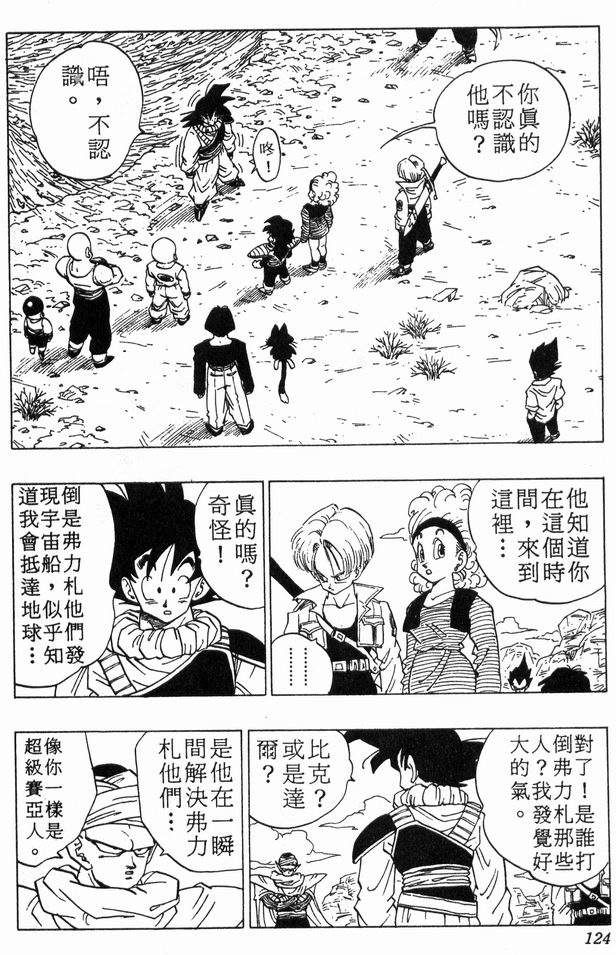 你眞的
不認識
他嗎？
咚！
唔，不認
識。
他知道你
在這個時
間，來到
這裡…
……
眞的嗎？
奇怪！
倒是弗力札他們發
現宇宙船，似乎知
道我會抵達地球…
對了！是誰打
倒弗力札那些
人？我發覺好
大的氣。
比克？
或是達
爾？
是他在一瞬
間解決弗力
札他們…
像你一樣是
超級賽亞人。
124